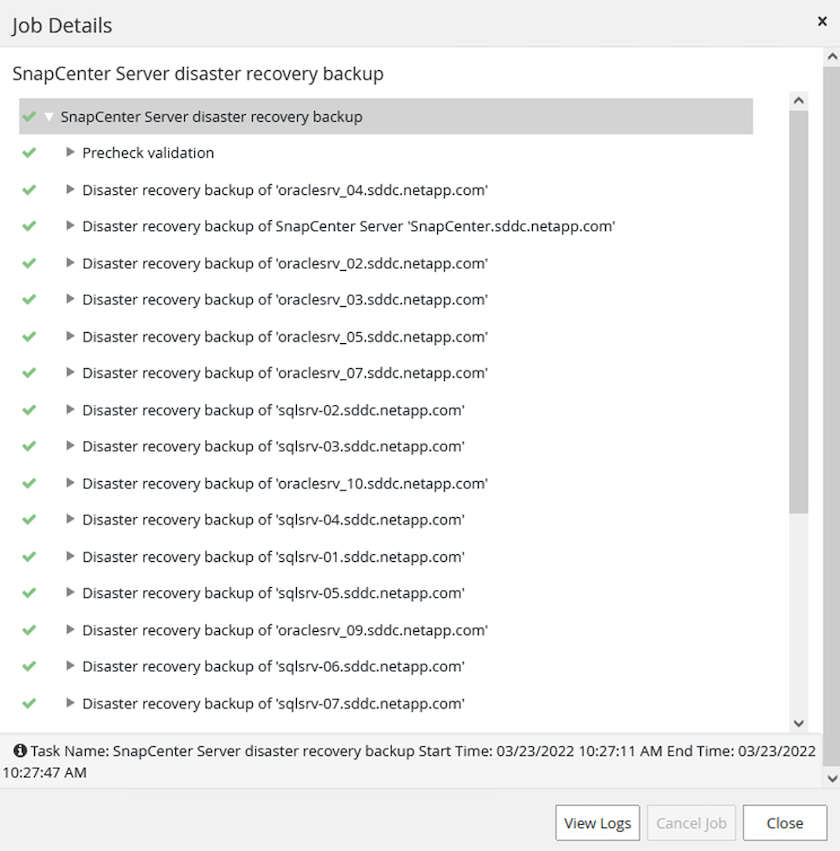 Job Details
SnapCenter Server disaster recovery backup
SnapCenter Server disaster recovery backup
Precheck validation
Disaster recovery backup of 'oraclesrv_04.sddc.netapp.com'
Disaster recovery backup of SnapCenter Server 'SnapCenter.sddc.netapp.com'
Disaster recovery backup of 'oraclesrv_02.sddc.netapp.com'
Disaster recovery backup of 'oraclesrv_03.sddc.netapp.com'
Disaster recovery backup of 'oraclesrv_05.sddc.netapp.com'
Disaster recovery backup of 'oraclesrv_07.sddc.netapp.com'
Disaster recovery backup of 'sqlsrv-02.sddc.netapp.com'
Disaster recovery backup of 'sqlsrv-03.sddc.netapp.com'
Disaster recovery backup of 'oraclesrv_10.sddc.netapp.com'
Disaster recovery backup of 'sqlsrv-04.sddc.netapp.com'
Disaster recovery backup of 'sqlsrv-01.sddc.netapp.com'
Disaster recovery backup of 'sqlsrv-05.sddc.netapp.com'
Disaster recovery backup of 'oraclesrv_09.sddc.netapp.com'
Disaster recovery backup of 'sqlsrv-06.sddc.netapp.com'
Disaster recovery backup of 'sqlsrv-07.sddc.netapp.com'
Task Name: SnapCenter Server disaster recovery backup Start Time: 03/23/2022 10:27:11 AM End Time: 03/23/2022
10:27:47 AM
View Logs Cancel Job Close